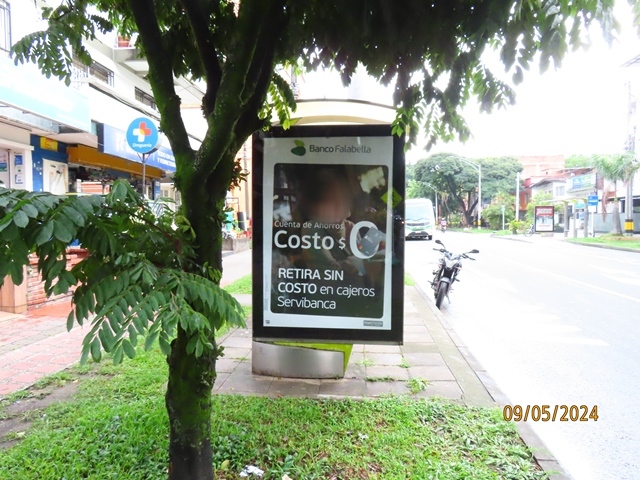 Droguería
Banco Falabella
Cuenta de Ahorros
Costo $0
RETIRA SIN
COSTO en cajeros
Servibanca
09/05/2024